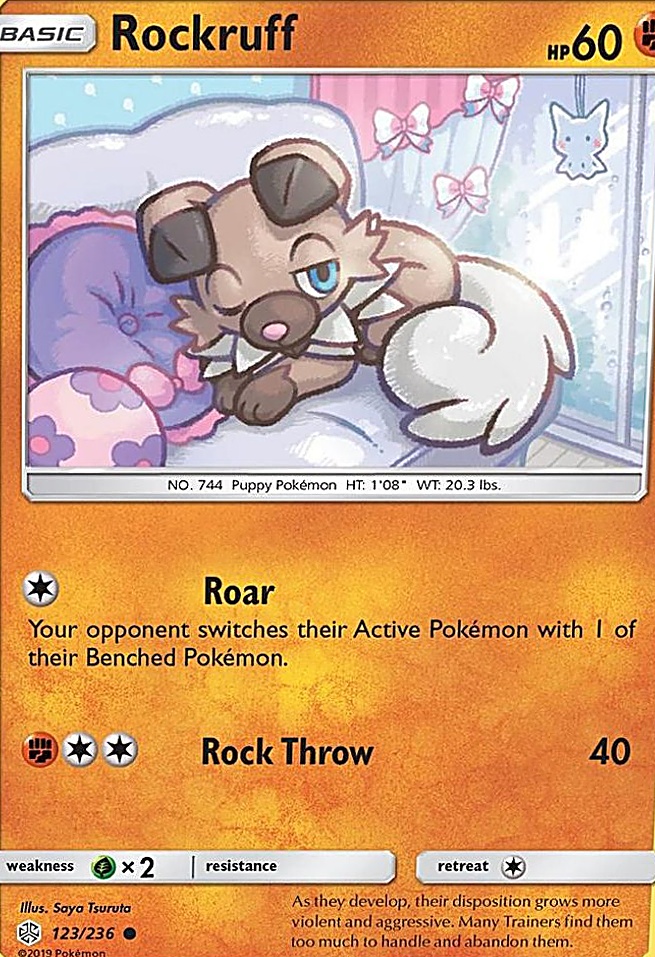 BASIC Rockruff HP60
NO. 744 Puppy Pokémon HT: 1'08" WT: 20.3 lbs.
Roar
Your opponent switches their Active Pokémon with 1 of
their Benched Pokémon.
Rock Throw 40
weakness ×2 resistance retreat
Illus. Saya Tsuruta
123/236
©2019 Pokémon
As they develop, their disposition grows more
violent and aggressive. Many Trainers find them
too much to handle and abandon them.